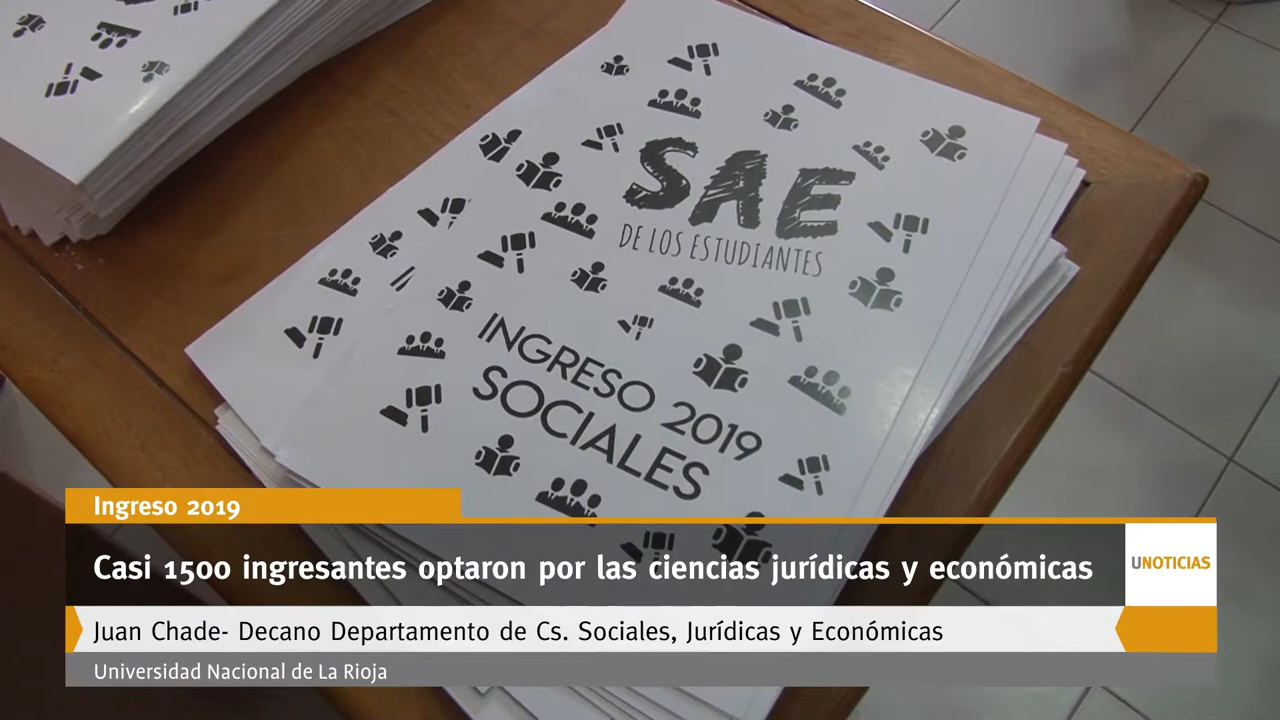 SAE
DE LOS ESTUDIANTES
INGRESO 2019
SOCIALES
Ingreso 2019
Casi 1500 ingresantes optaron por las ciencias jurídicas y económicas
UNOTICIAS
Juan Chade- Decano Departamento de Cs. Sociales, Jurídicas y Económicas
Universidad Nacional de La Rioja